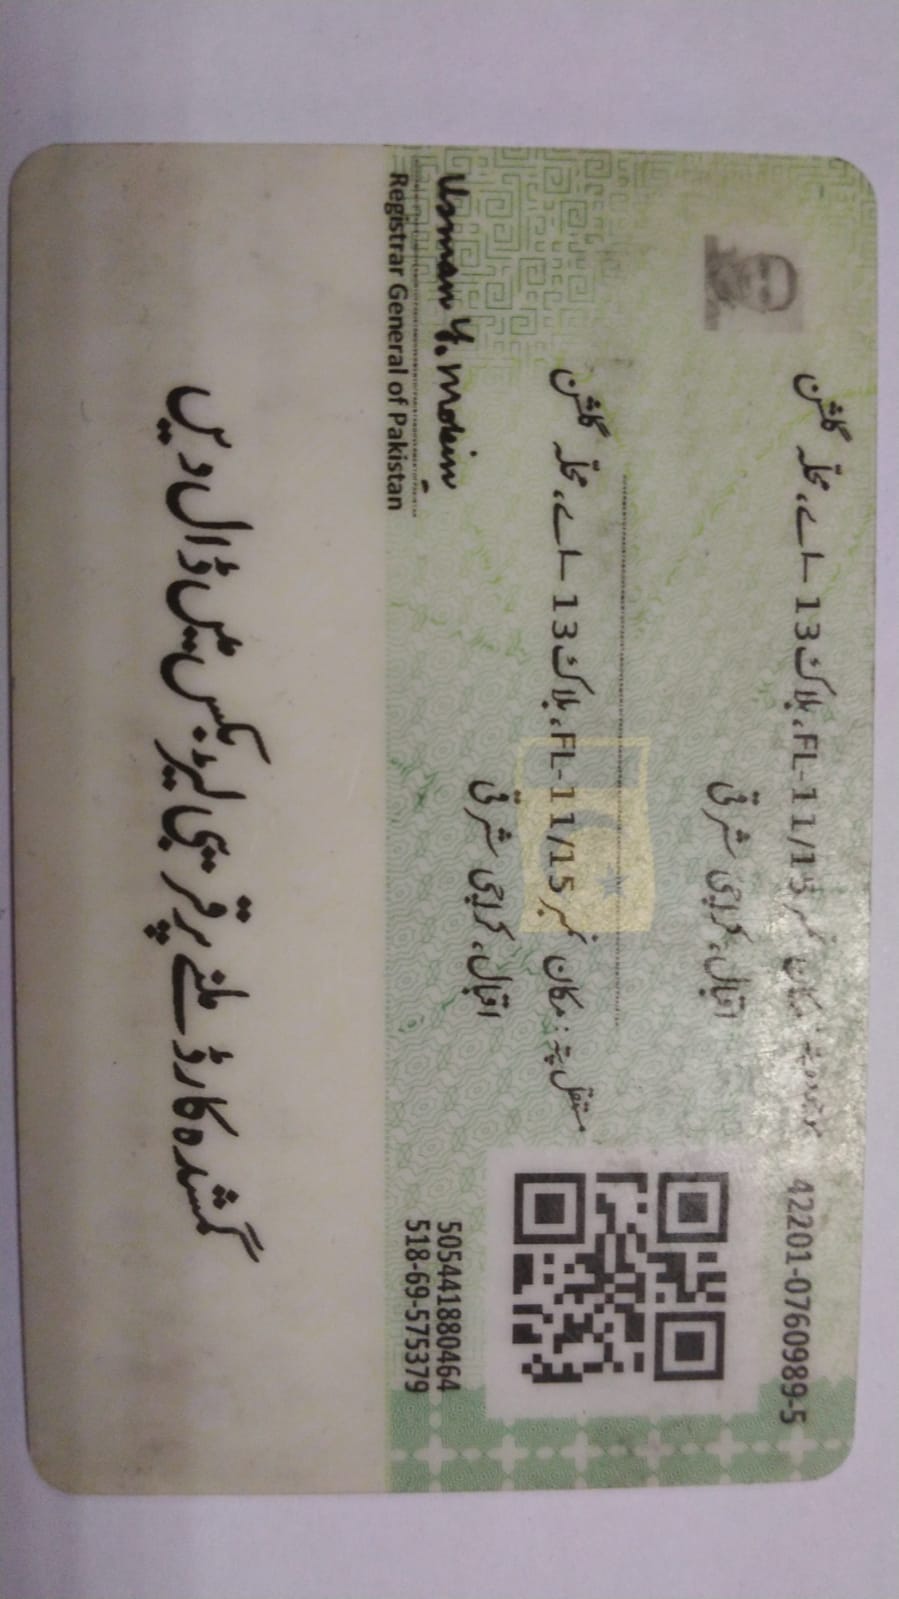 42201-0760989-5
موجودہ پتہ: مکان نمبر FL-11/15، بلاک 13-اے، محلہ گلشن
اقبال، کراچی شرقی
مستقل پتہ: مکان نمبر FL-11/15، بلاک 13-اے، محلہ گلشن
اقبال، کراچی شرقی
505441880464
518-69-575379
Usman Y. Mobin
Registrar General of Pakistan
گمشدہ کارڈ ملنے پر قریبی لیٹر بکس میں ڈال دیں